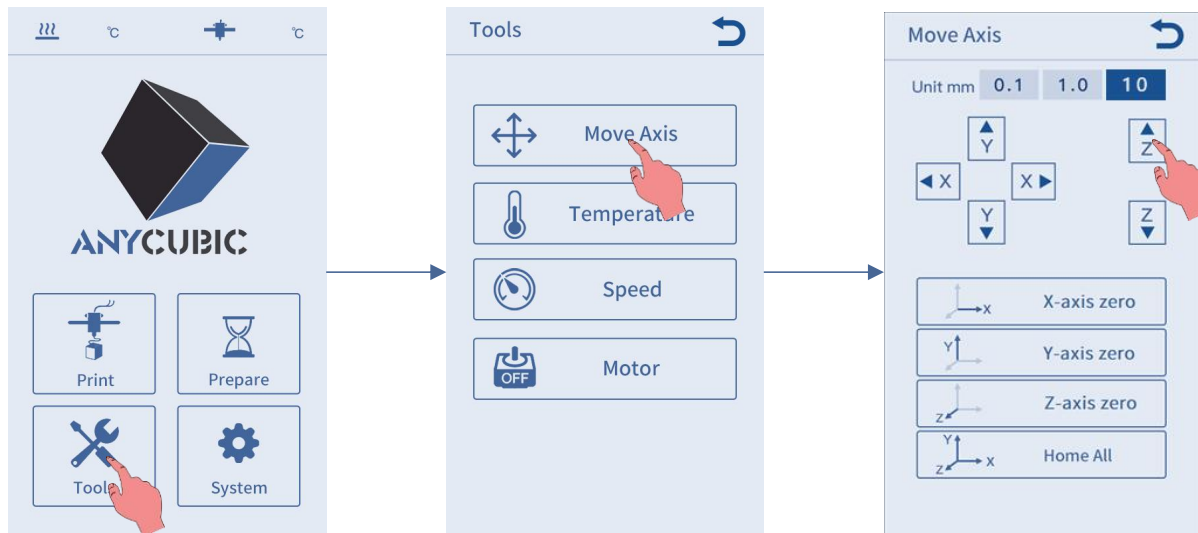 ℃
℃
ANYCUBIC
Print
Prepare
Tools
System
Tools
Move Axis
Temperature
Speed
OFF
Motor
Move Axis
Unit mm 0.1 1.0 10
Y
Z
X X
Y
Z
X
X-axis zero
Y
Y-axis zero
Z
Z-axis zero
Y
X
Z
Home All